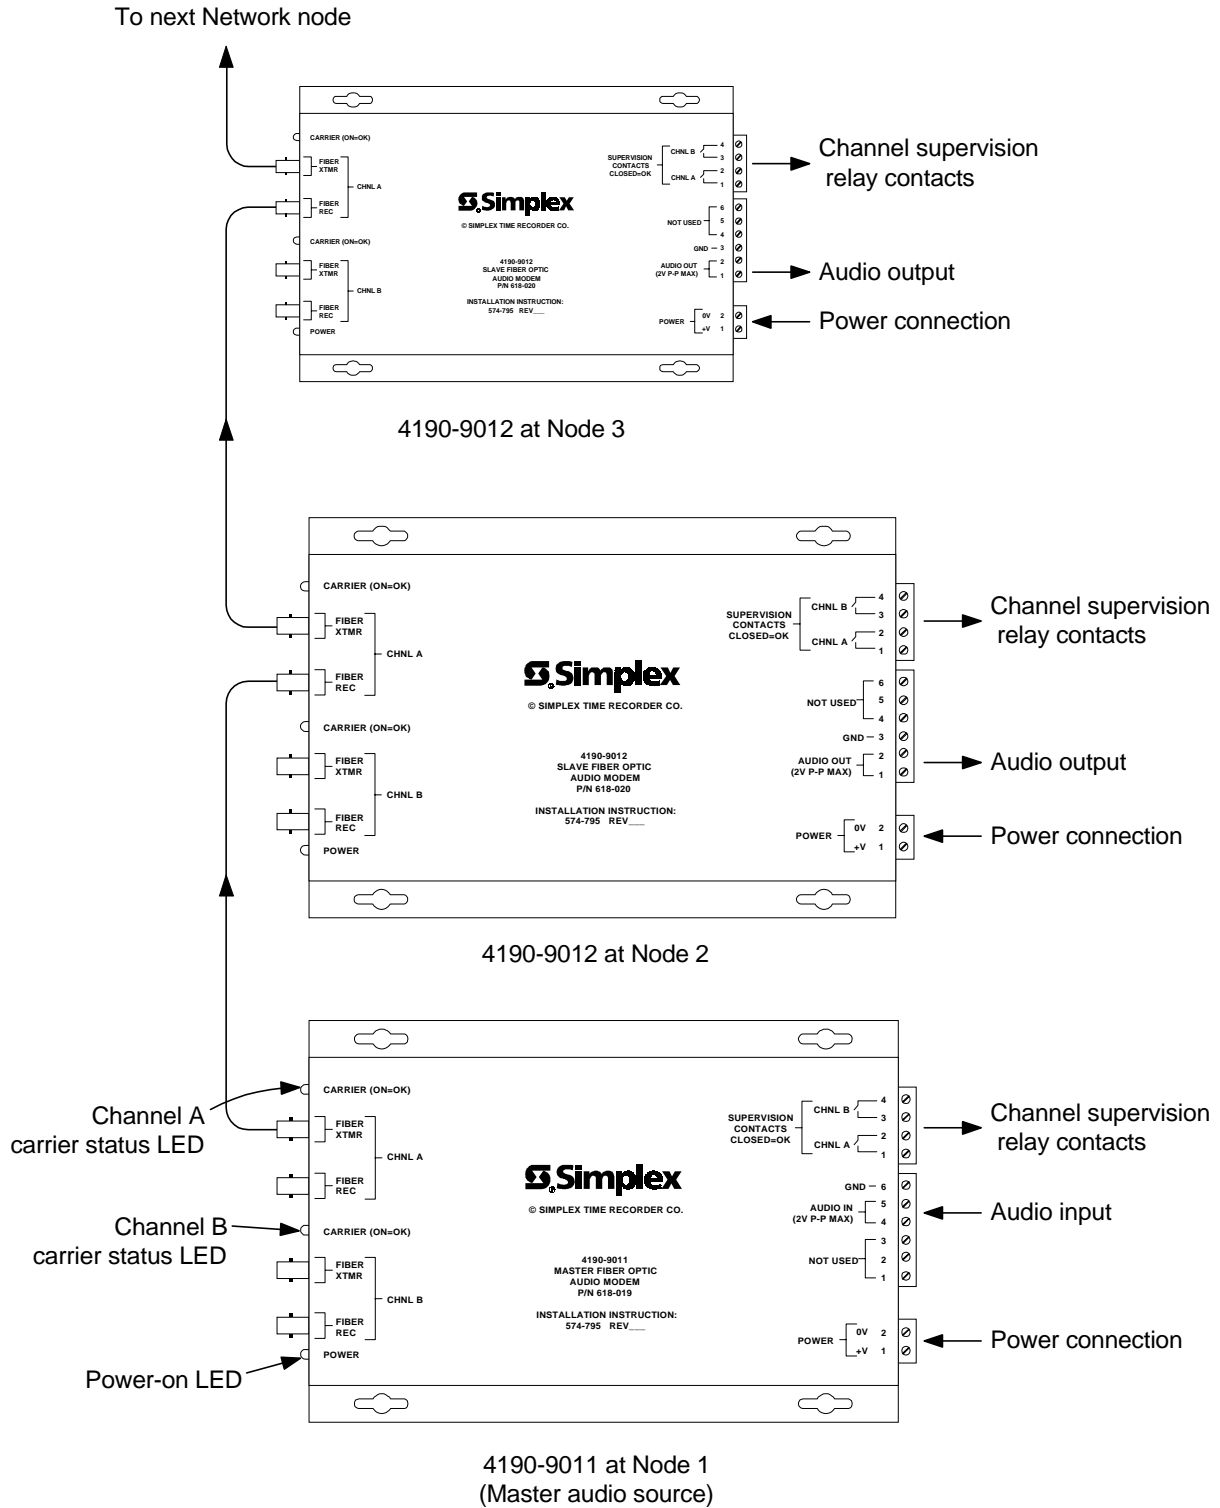 To next Network node
CARRIER (ON=OK)
FIBER
XTMR
CHNL A
FIBER
REC
CARRIER (ON=OK)
FIBER
XTMR
CHNL B
FIBER
REC
POWER
Simplex
© SIMPLEX TIME RECORDER CO.
4190-9012
SLAVE FIBER OPTIC
AUDIO MODEM
P/N 618-020
INSTALLATION INSTRUCTION:
574-795 REV___
SUPERVISION
CONTACTS
CLOSED=OK
CHNL B
CHNL A
4
3
2
1
NOT USED
6
5
4
GND 3
AUDIO OUT
(2V P-P MAX)
2
1
POWER
0V 2
+V 1
Channel supervision
relay contacts
Audio output
Power connection
4190-9012 at Node 3
CARRIER (ON=OK)
FIBER
XTMR
CHNL A
FIBER
REC
CARRIER (ON=OK)
FIBER
XTMR
CHNL B
FIBER
REC
POWER
Simplex
© SIMPLEX TIME RECORDER CO.
4190-9012
SLAVE FIBER OPTIC
AUDIO MODEM
P/N 618-020
INSTALLATION INSTRUCTION:
574-795 REV___
SUPERVISION
CONTACTS
CLOSED=OK
CHNL B
CHNL A
4
3
2
1
NOT USED
6
5
4
GND 3
AUDIO OUT
(2V P-P MAX)
2
1
POWER
0V 2
+V 1
Channel supervision
relay contacts
Audio output
Power connection
4190-9012 at Node 2
Channel A
carrier status LED
Channel B
carrier status LED
Power-on LED
CARRIER (ON=OK)
FIBER
XTMR
CHNL A
FIBER
REC
CARRIER (ON=OK)
FIBER
XTMR
CHNL B
FIBER
REC
POWER
Simplex
© SIMPLEX TIME RECORDER CO.
4190-9011
MASTER FIBER OPTIC
AUDIO MODEM
P/N 618-019
INSTALLATION INSTRUCTION:
574-795 REV___
SUPERVISION
CONTACTS
CLOSED=OK
CHNL B
CHNL A
4
3
2
1
GND 6
AUDIO IN
(2V P-P MAX)
5
4
NOT USED
3
2
1
POWER
0V 2
+V 1
Channel supervision
relay contacts
Audio input
Power connection
4190-9011 at Node 1
(Master audio source)